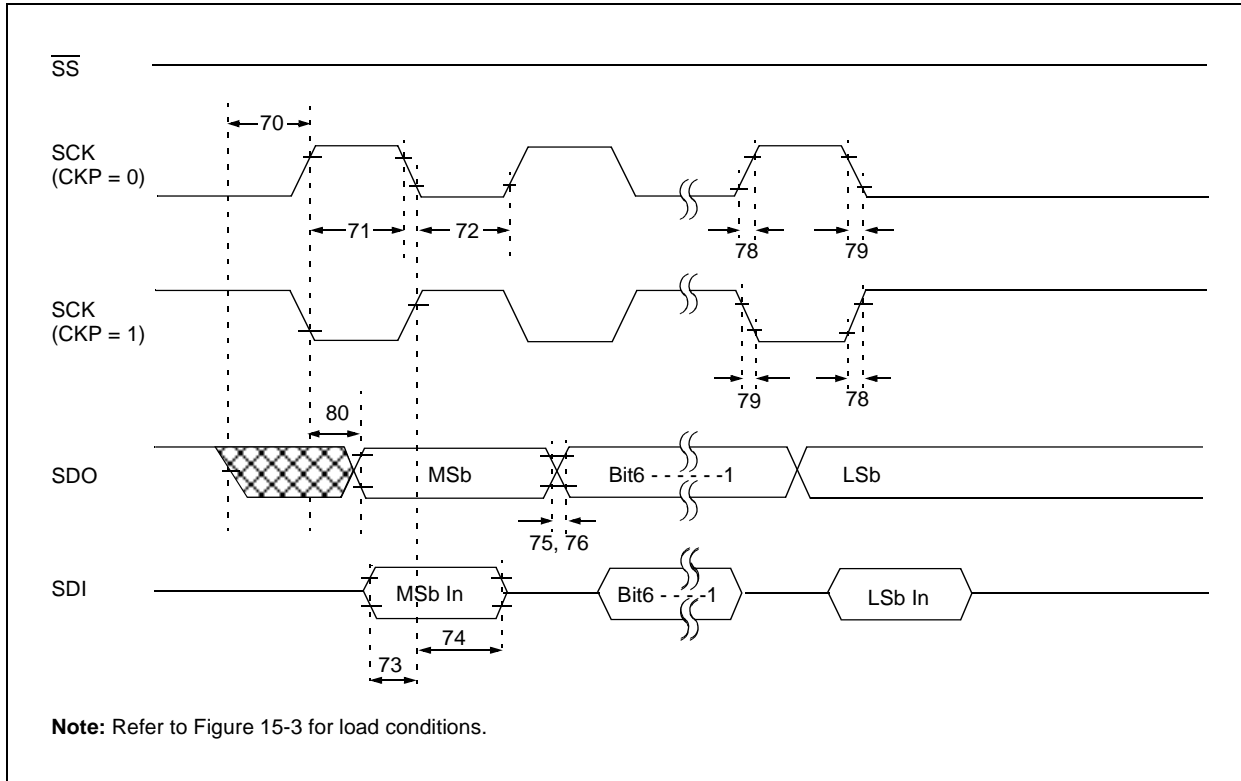 SS
70
SCK
(CKP = 0)
71
72
78
79
SCK
(CKP = 1)
79
78
80
SDO
MSb
Bit6 - - - - - -1
LSb
75, 76
SDI
MSb In
Bit6 - - - - -1
LSb In
74
73
Note: Refer to Figure 15-3 for load conditions.